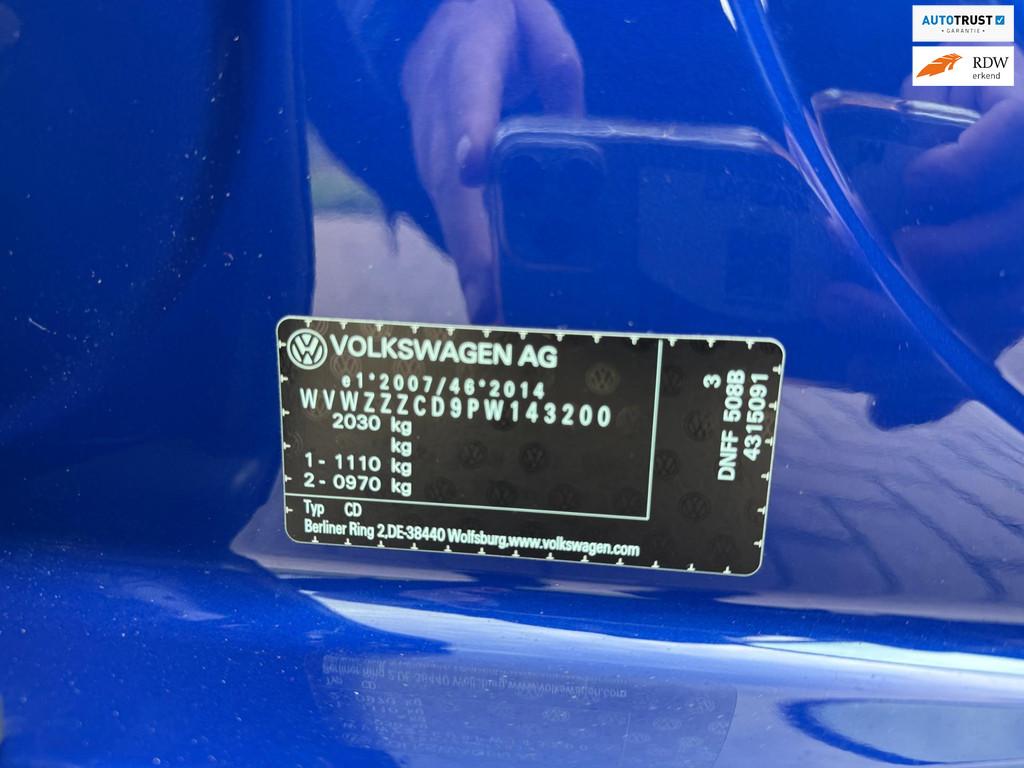 AUTOTRUST
GARANTIE
RDW
erkend
VOLKSWAGEN AG
e1*2007/46*2014
WVWZZZCD9PW143200
2030 kg
kg
1 - 1110 kg
2 - 0970 kg
Typ CD
Berliner Ring 2,DE-38440 Wolfsburg,www.volkswagen.com
3
DNFF 508B
4315091